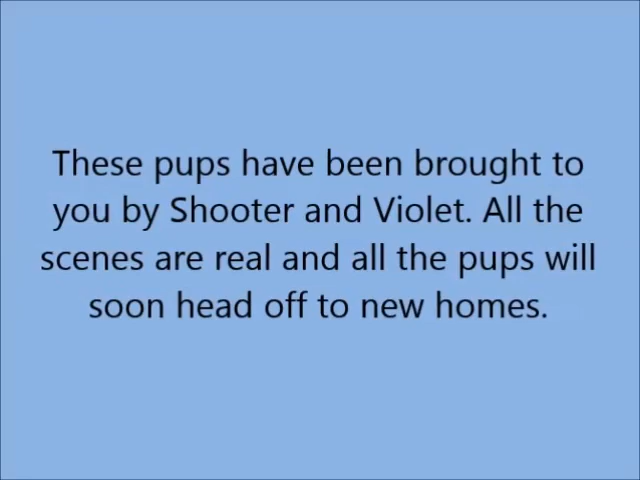 These pups have been brought to
you by Shooter and Violet. All the
scenes are real and all the pups will
soon head off to new homes.